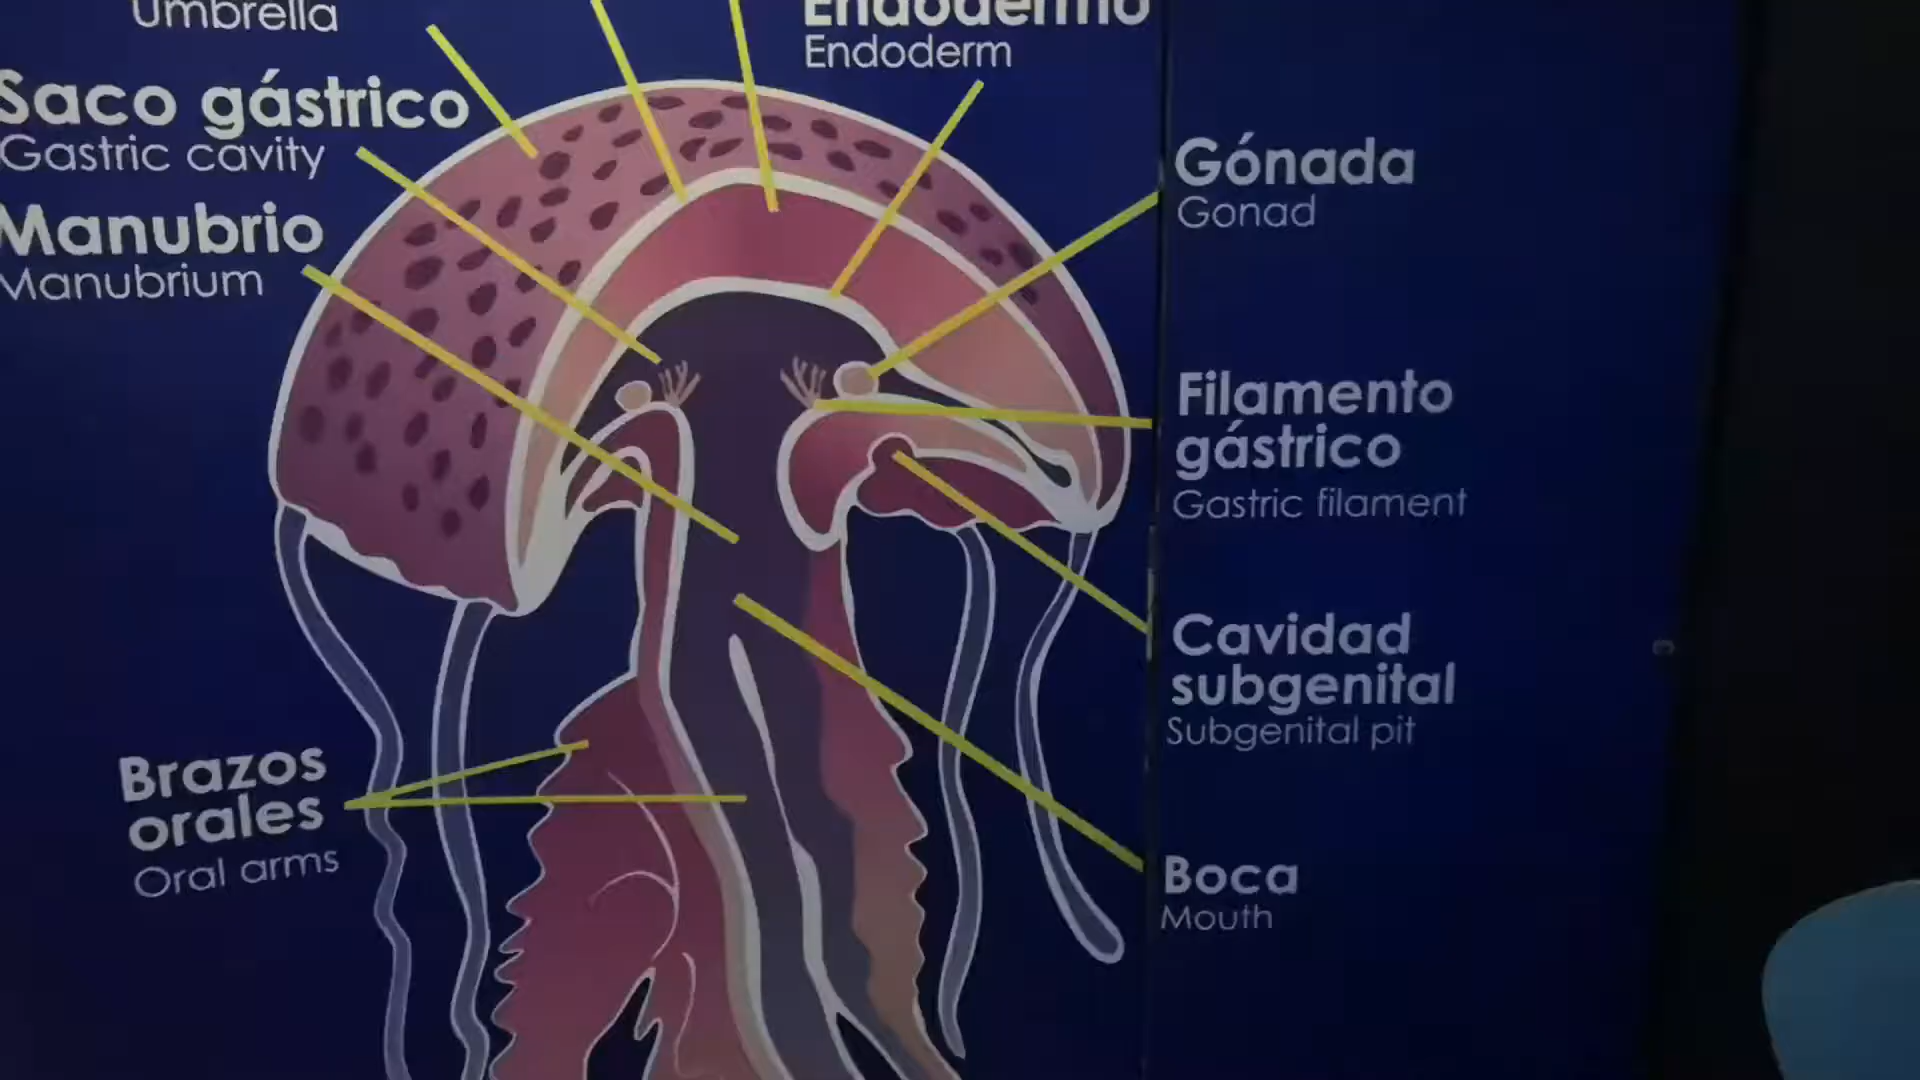 Umbrella
Saco gástrico
Gastric cavity
Manubrio
Manubrium
Brazos
orales
Oral arms
Endodermo
Endoderm
Gónada
Gonad
Filamento
gástrico
Gastric filament
Cavidad
subgenital
Subgenital pit
Boca
Mouth